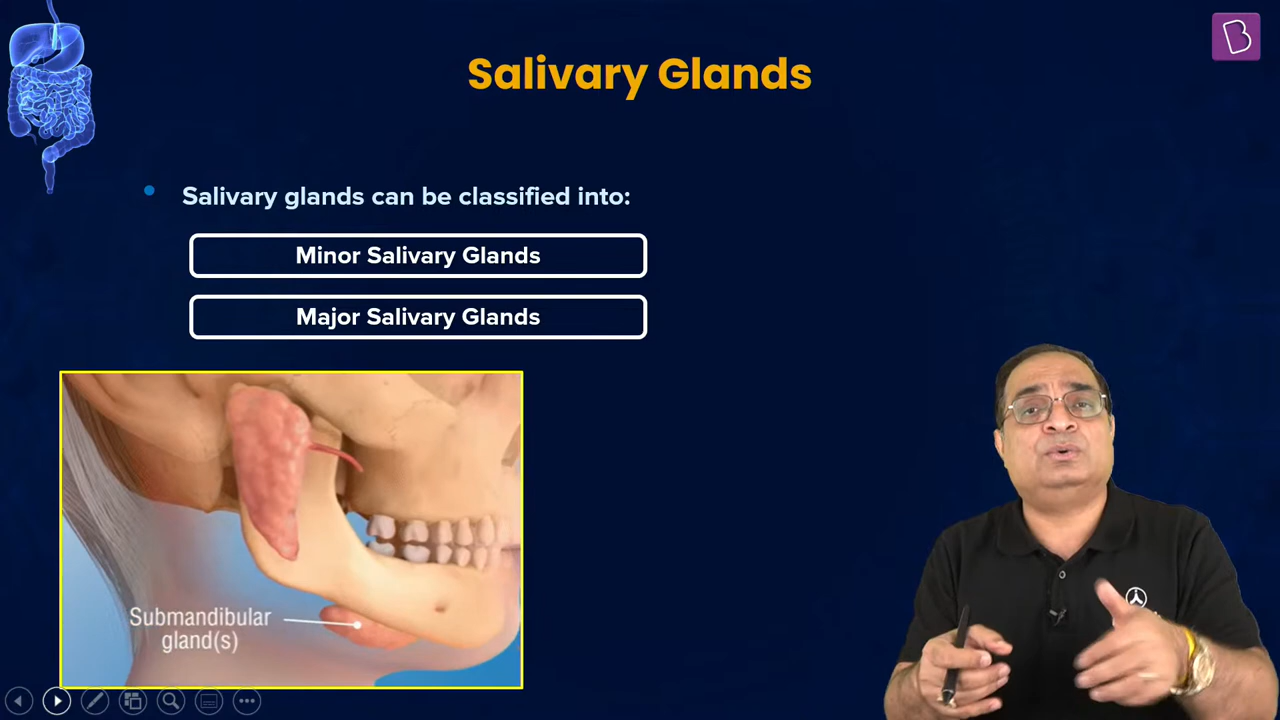 Salivary Glands
Salivary glands can be classified into:
Minor Salivary Glands
Major Salivary Glands
Submandibular
gland(s)